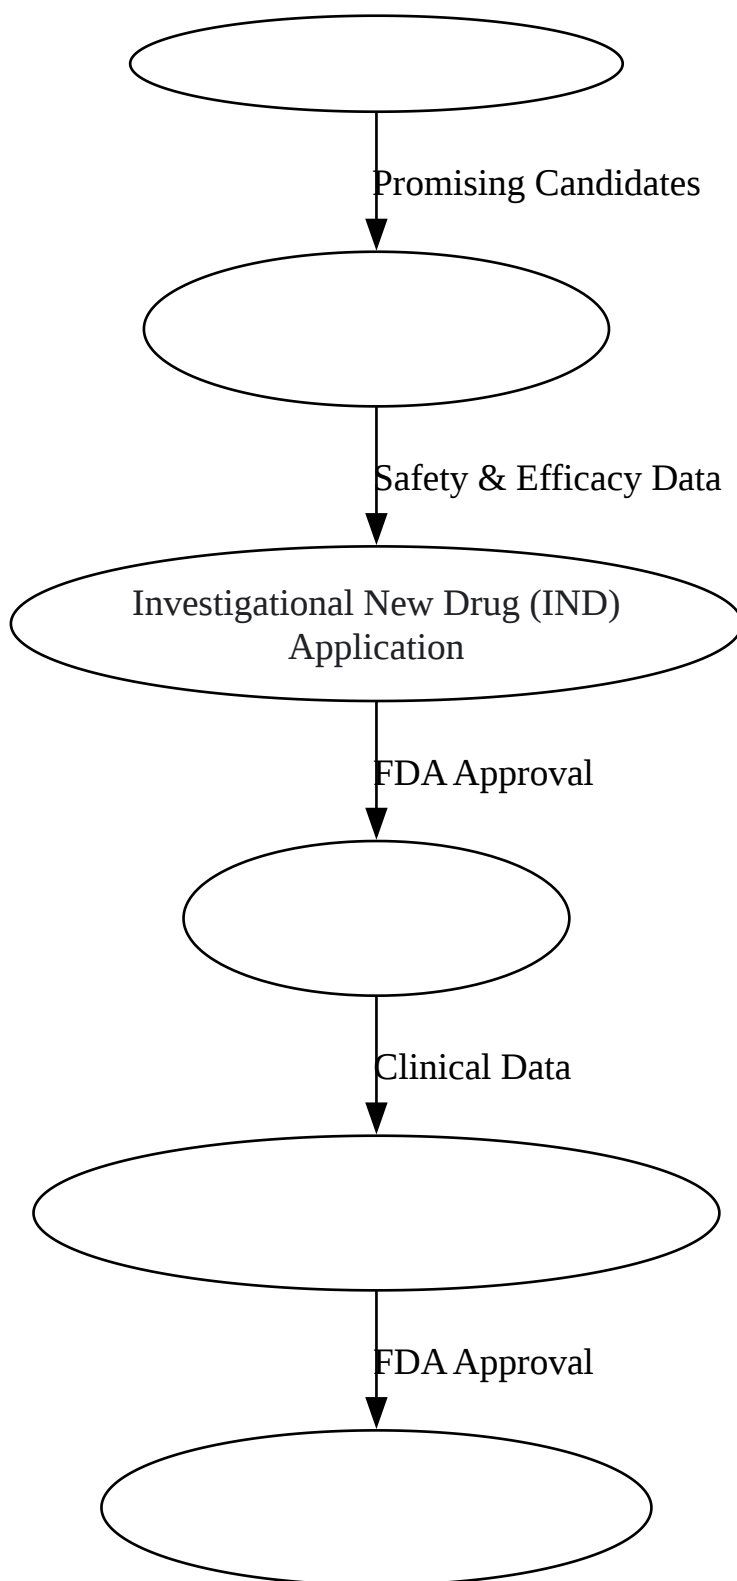 Promising Candidates
Safety & Efficacy Data
Investigational New Drug (IND)
Application
FDA Approval
Clinical Data
FDA Approval